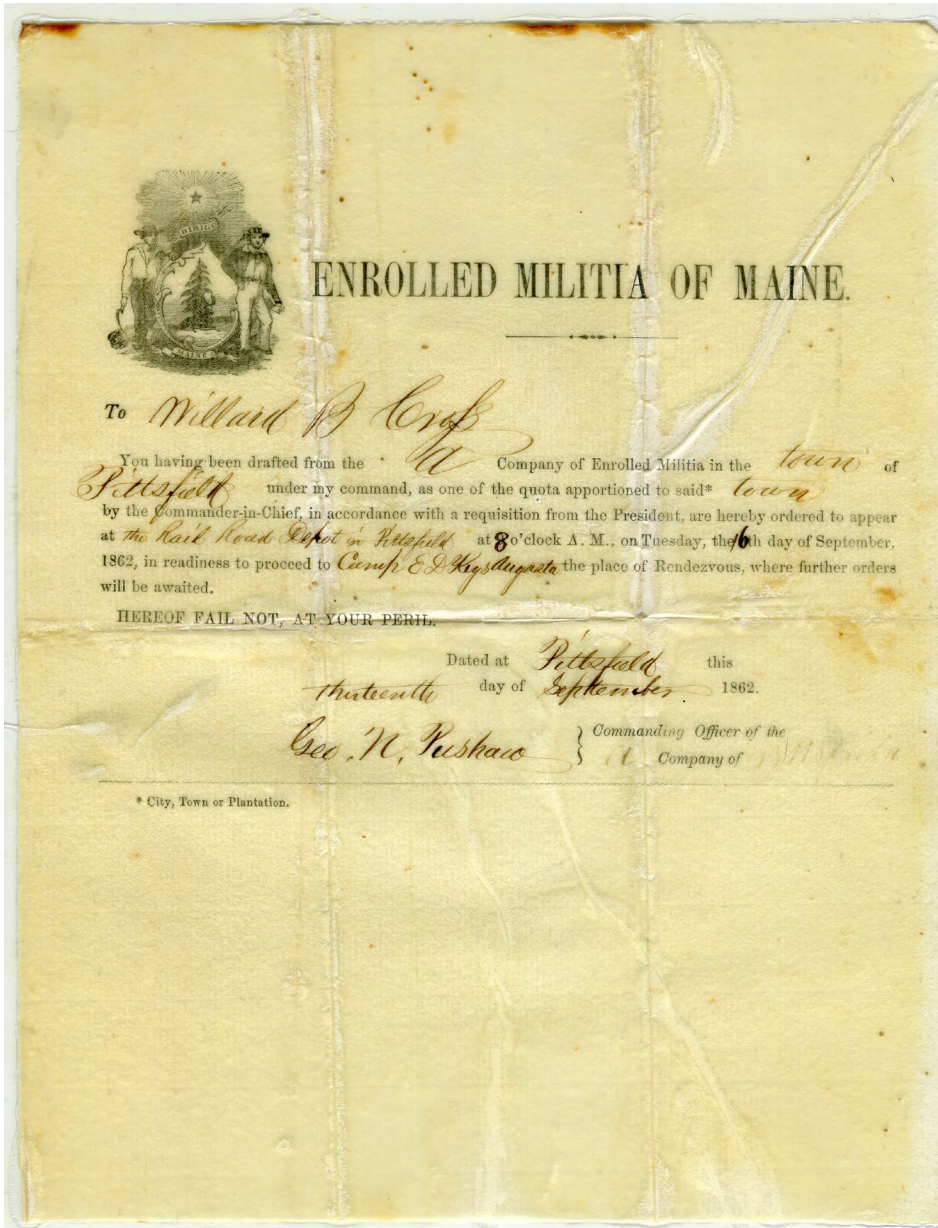 DIRIGO
MAINE
ENROLLED MILITIA OF MAINE.
To Willard B Cross
You having been drafted from the A Company of Enrolled Militia in the town of
Pittsfield under my command, as one of the quota apportioned to said* town
by the Commander-in-Chief, in accordance with a requisition from the President, are hereby ordered to appear
at the Rail Road Depot in Pittsfield at 8 o'clock A. M., on Tuesday, the 16th day of September,
1862, in readiness to proceed to Camp E D Keys Augusta the place of Rendezvous, where further orders
will be awaited.
HEREOF FAIL NOT, AT YOUR PERIL.
Dated at Pittsfield this
thirteenth day of September 1862.
Geo. N. Pushaw } Commanding Officer of the
A Company of Pittsfield
* City, Town or Plantation.